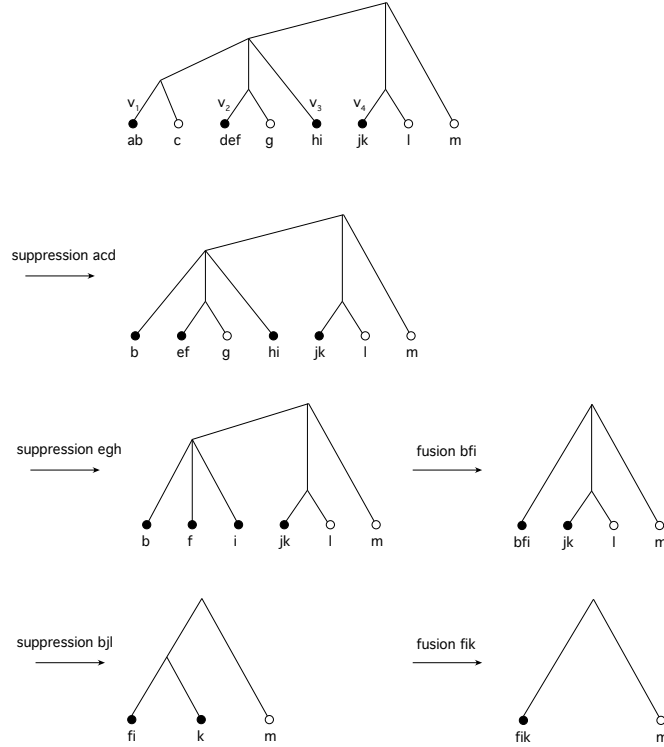 v1 v2 v3 v4
ab c def g hi jk l m
suppression acd
b ef g hi jk l m
suppression egh
fusion bfi
b f i jk l m
bfi jk l m
suppression bjl
fusion fik
fi k m
fik m